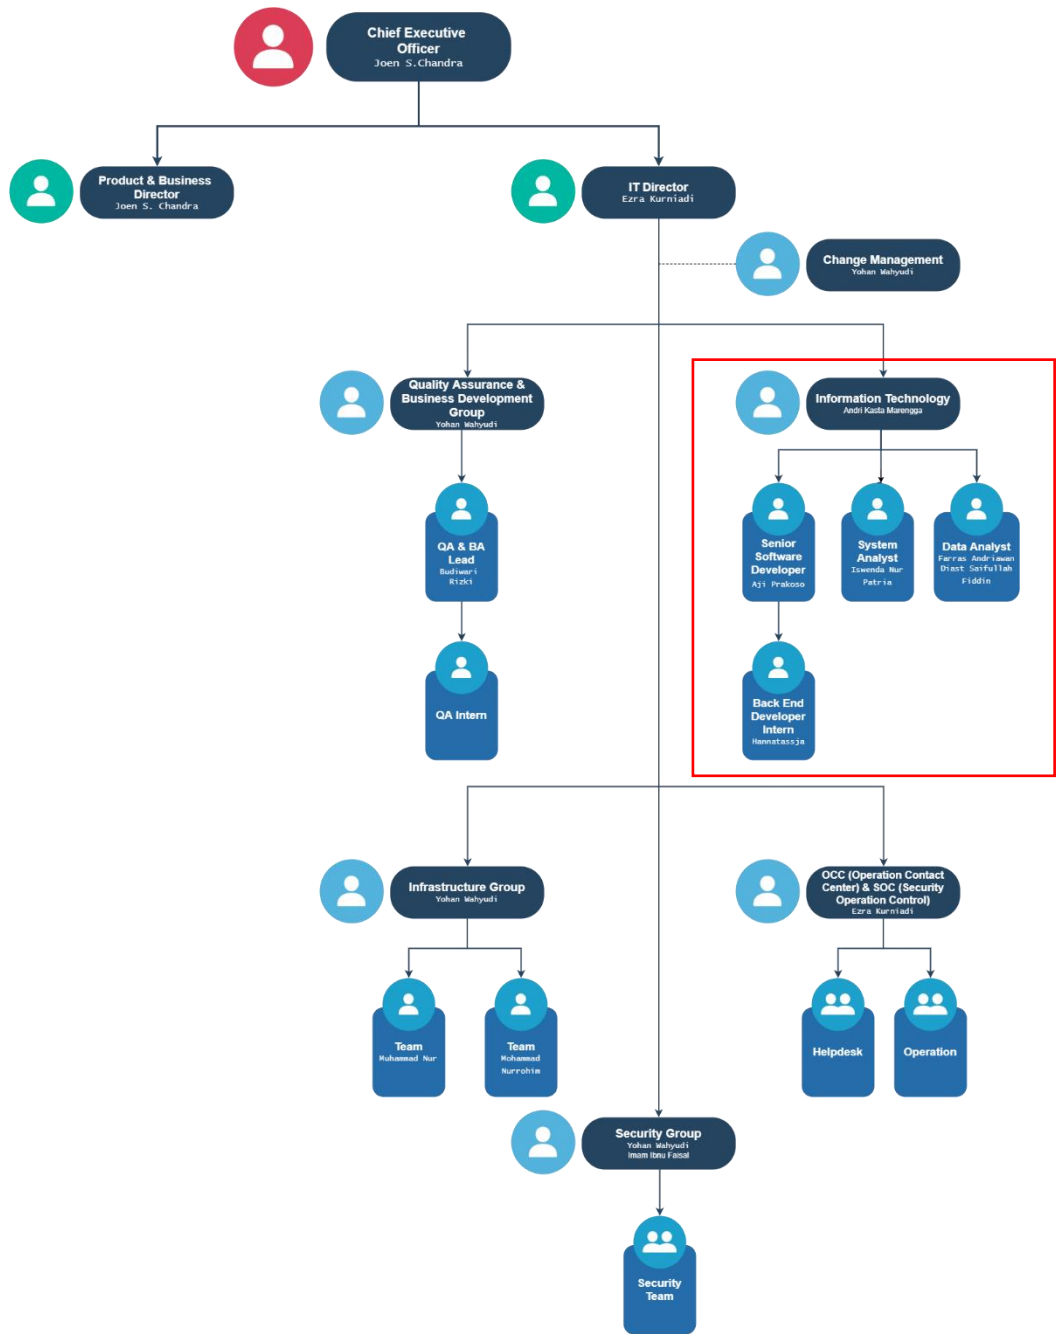 Chief Executive
Officer
Joen S.Chandra
Product & Business
Director
Joen S. Chandra
IT Director
Ezra Kurniadi
Change Management
Yohan Wahyudi
Quality Assurance &
Business Development
Group
Yohan Wahyudi
Information Technology
Andri Kasta Marengga
QA & BA
Lead
Budiwari
Rizki
Senior
Software
Developer
Aji Prakoso
System
Analyst
Iswenda Nur
Patria
Data Analyst
Farras Andriawan
Diast Saifullah
Fiddin
QA Intern
Back End
Developer
Intern
Hannatassja
Infrastructure Group
Yohan Wahyudi
OCC (Operation Contact
Center) & SOC (Security
Operation Control)
Ezra Kurniadi
Team
Muhammad Nur
Team
Mohammad
Nurrohim
Helpdesk
Operation
Security Group
Yohan Wahyudi
Imam Ibnu Faisal
Security
Team